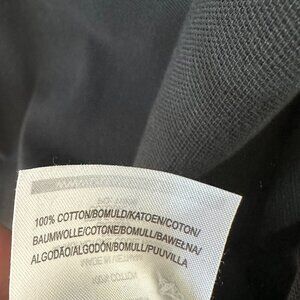 100% COTTON/BOMULD/KATOEN/COTON/
BAUMWOLLE/COTONE/BOMULL/BAWEŁNA/
ALGODÃO/ALGODÓN/BOMULL/PUUVILLA